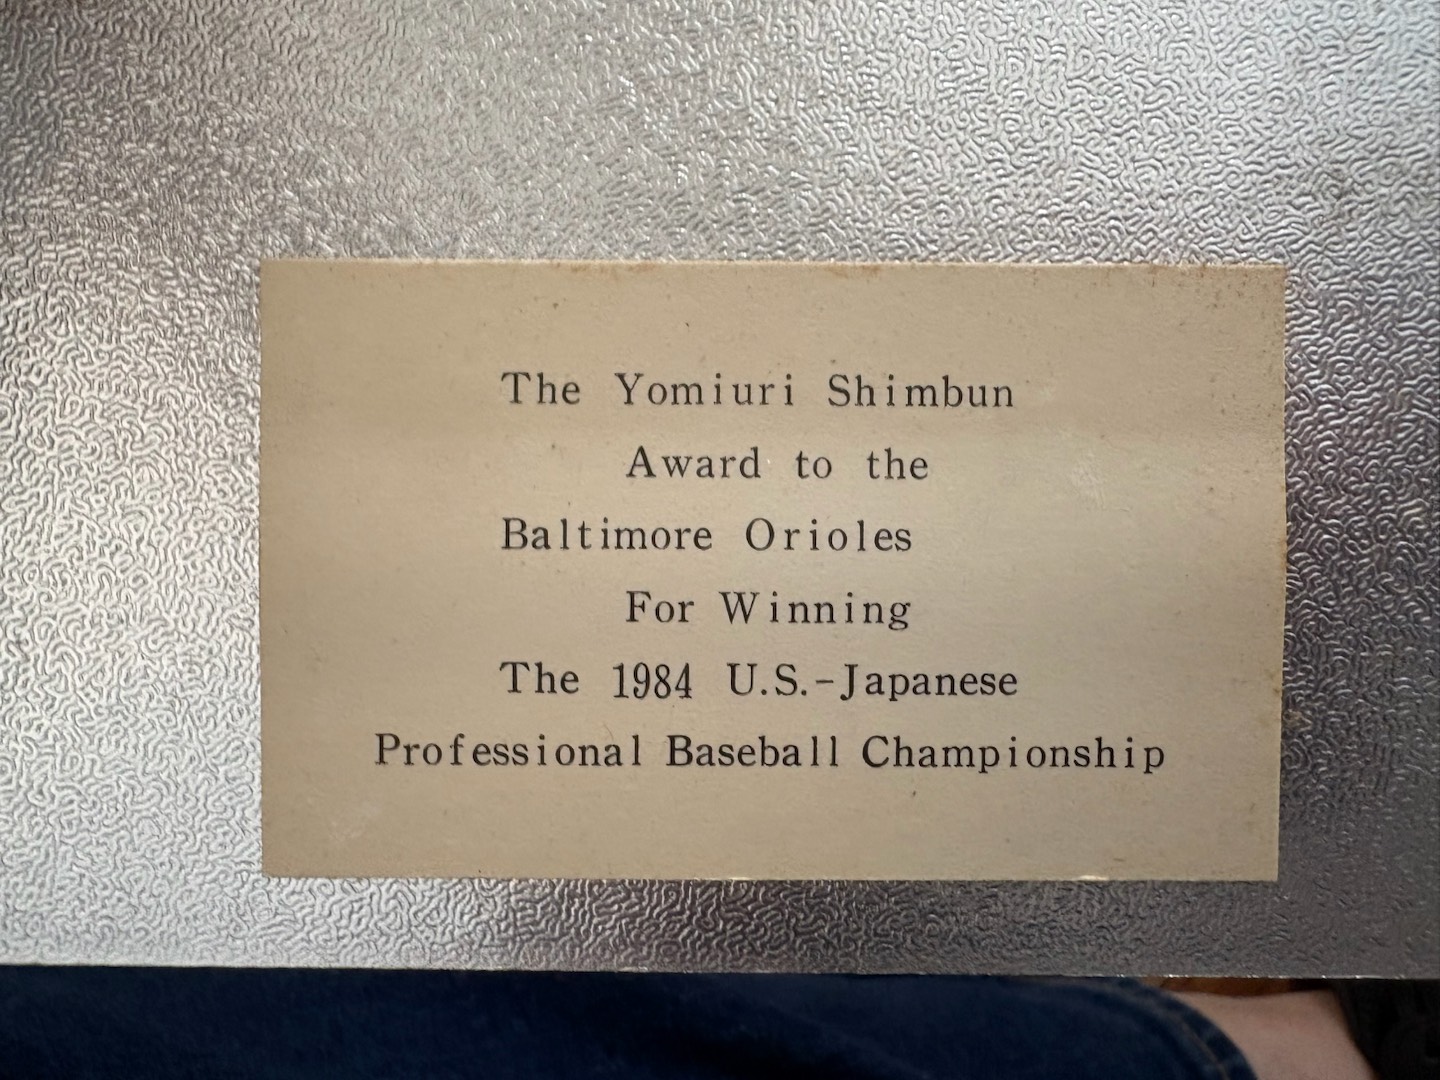 The Yomiuri Shimbun
Award to the
Baltimore Orioles
For Winning
The 1984 U.S.-Japanese
Professional Baseball Championship